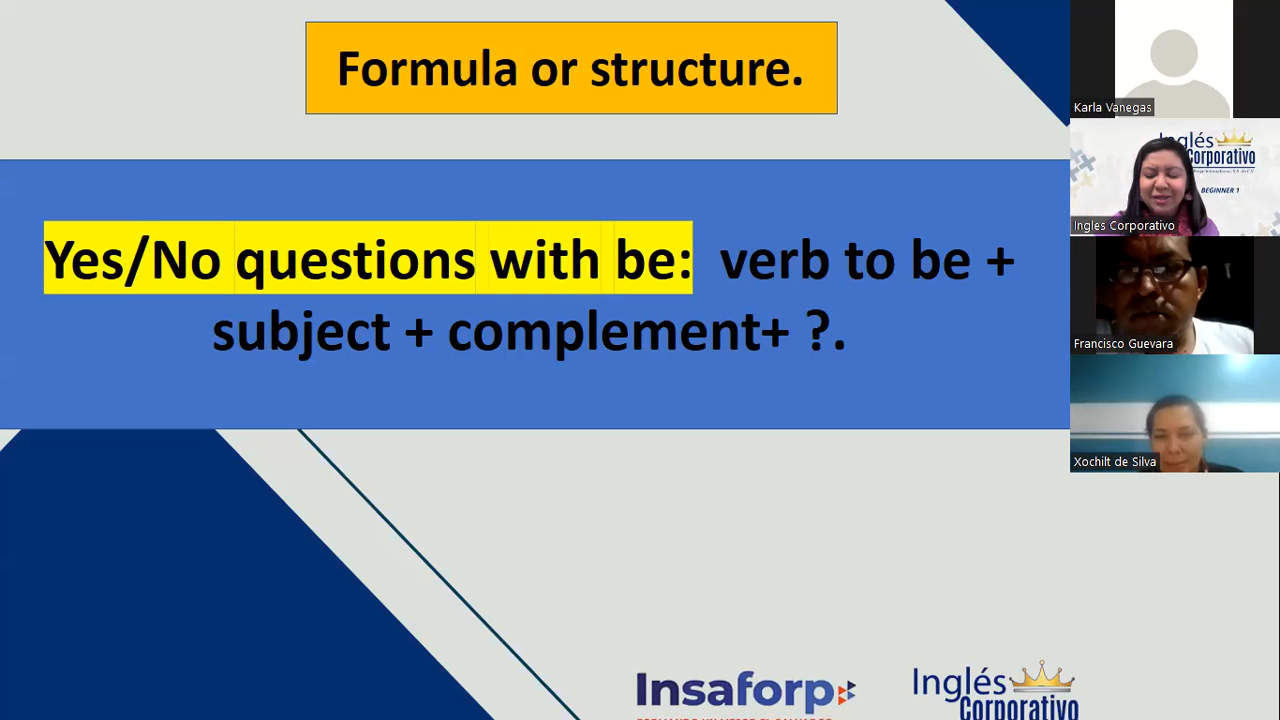 Formula or structure.
Yes/No questions with be: verb to be +
subject + complement+ ?.
Karla Vanegas
Inglés
Corporativo
BEGINNER 1
Ingles Corporativo
Francisco Guevara
Xochilt de Silva
Insaforp
Inglés
Corporativo